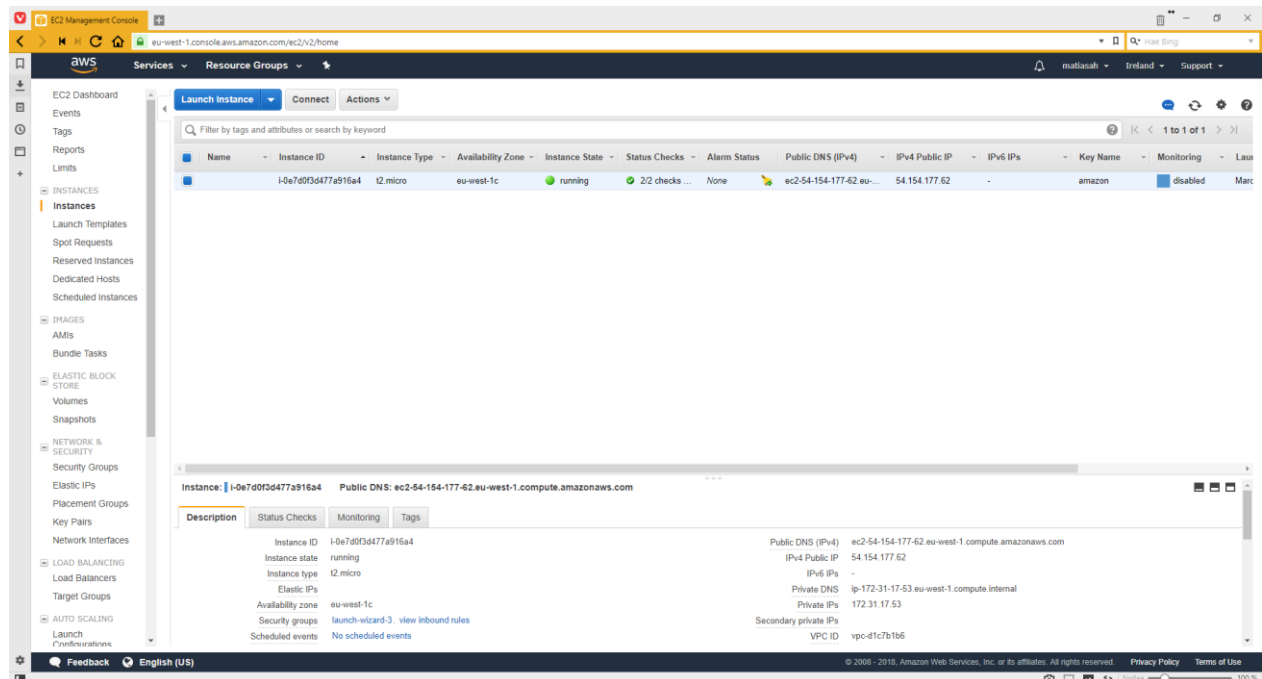 EC2 Management Console
eu-west-1.console.aws.amazon.com/ec2/v2/home
Hae Bing
aws Services Resource Groups matiasah Ireland Support
EC2 Dashboard
Events
Tags
Reports
Limits
INSTANCES
Instances
Launch Templates
Spot Requests
Reserved Instances
Dedicated Hosts
Scheduled Instances
IMAGES
AMIs
Bundle Tasks
ELASTIC BLOCK
STORE
Volumes
Snapshots
NETWORK &
SECURITY
Security Groups
Elastic IPs
Placement Groups
Key Pairs
Network Interfaces
LOAD BALANCING
Load Balancers
Target Groups
AUTO SCALING
Launch
Configurations
Launch Instance Connect Actions
Filter by tags and attributes or search by keyword
1 to 1 of 1
Name Instance ID Instance Type Availability Zone Instance State Status Checks Alarm Status Public DNS (IPv4) IPv4 Public IP IPv6 IPs Key Name Monitoring Laun
i-0e7d0f3d477a916a4 t2.micro eu-west-1c running 2/2 checks ... None ec2-54-154-177-62.eu-... 54.154.177.62 - amazon disabled Marc
Instance: i-0e7d0f3d477a916a4 Public DNS: ec2-54-154-177-62.eu-west-1.compute.amazonaws.com
Description Status Checks Monitoring Tags
Instance ID i-0e7d0f3d477a916a4
Instance state running
Instance type t2.micro
Elastic IPs
Availability zone eu-west-1c
Security groups launch-wizard-3. view inbound rules
Scheduled events No scheduled events
Public DNS (IPv4) ec2-54-154-177-62.eu-west-1.compute.amazonaws.com
IPv4 Public IP 54.154.177.62
IPv6 IPs -
Private DNS ip-172-31-17-53.eu-west-1.compute.internal
Private IPs 172.31.17.53
Secondary private IPs
VPC ID vpc-d1c7b1b6
Feedback English (US)
© 2008 - 2018, Amazon Web Services, Inc. or its affiliates. All rights reserved. Privacy Policy Terms of Use
100 %